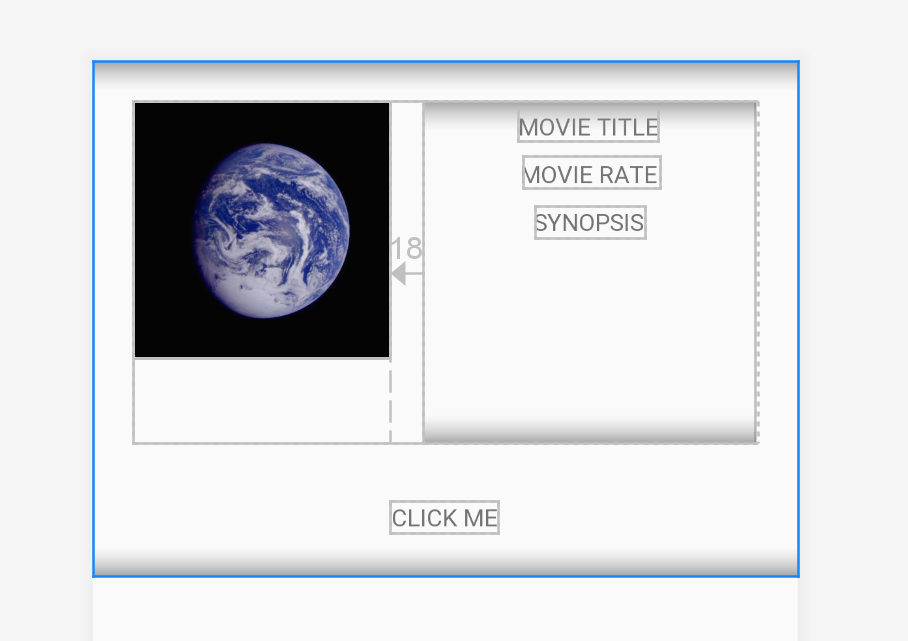 MOVIE TITLE
MOVIE RATE
SYNOPSIS
18
CLICK ME